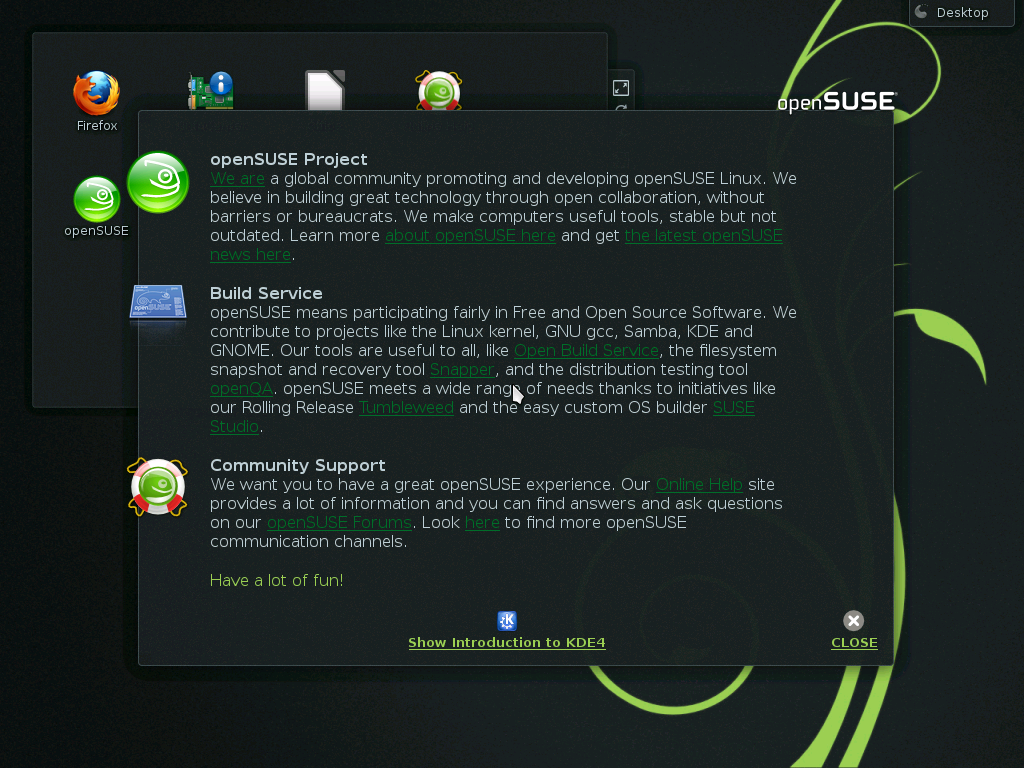 Desktop
openSUSE
Firefox
openSUSE
openSUSE Project
We are a global community promoting and developing openSUSE Linux. We
believe in building great technology through open collaboration, without
barriers or bureaucrats. We make computers useful tools, stable but not
outdated. Learn more about openSUSE here and get the latest openSUSE
news here.
Build Service
openSUSE means participating fairly in Free and Open Source Software. We
contribute to projects like the Linux kernel, GNU gcc, Samba, KDE and
GNOME. Our tools are useful to all, like Open Build Service, the filesystem
snapshot and recovery tool Snapper, and the distribution testing tool
openQA. openSUSE meets a wide range of needs thanks to initiatives like
our Rolling Release Tumbleweed and the easy custom OS builder SUSE
Studio.
Community Support
We want you to have a great openSUSE experience. Our Online Help site
provides a lot of information and you can find answers and ask questions
on our openSUSE Forums. Look here to find more openSUSE
communication channels.
Have a lot of fun!
Show Introduction to KDE4
CLOSE